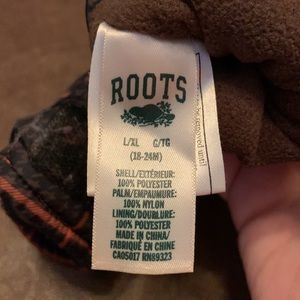 ROOTS
L/XL G/TG
(18-24M)
SHELL/EXTÉRIEUR:
100% POLYESTER
PALM/EMPAUME:
100% NYLON
LINING/DOUBLURE:
100% POLYESTER
MADE IN CHINA/
FABRIQUÉ EN CHINE
CA05017 RN89323